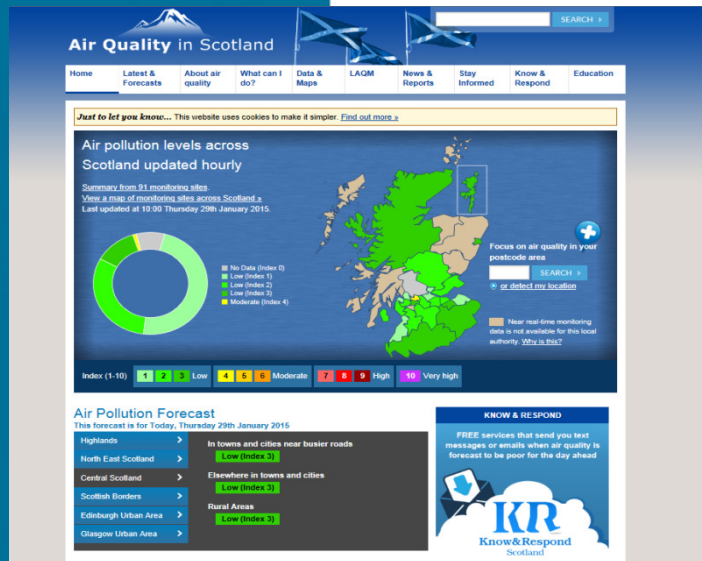 SEARCH
Air Quality in Scotland
Home
Latest &
Forecasts
About air
quality
What can I
do?
Data &
Maps
LAQM
News &
Reports
Stay
Informed
Know &
Respond
Education
Just to let you know... This website uses cookies to make it simpler. Find out more »
Air pollution levels across
Scotland updated hourly
Summary from 91 monitoring sites.
View a map of monitoring sites across Scotland »
Last updated at 10:00 Thursday 29th January 2015.
No Data (Index 0)
Low (Index 1)
Low (Index 2)
Low (Index 3)
Moderate (Index 4)
Focus on air quality in your
postcode area
SEARCH
or detect my location
Near real-time monitoring
data is not available for this local
authority. Why is this?
Index (1-10) 1 2 3 Low 4 5 6 Moderate 7 8 9 High 10 Very high
Air Pollution Forecast
This forecast is for Today, Thursday 29th January 2015
Highlands
North East Scotland
Central Scotland
Scottish Borders
Edinburgh Urban Area
Glasgow Urban Area
In towns and cities near busier roads
Low (Index 3)
Elsewhere in towns and cities
Low (Index 3)
Rural Areas
Low (Index 3)
KNOW & RESPOND
FREE services that send you text
messages or emails when air quality is
forecast to be poor for the day ahead
KR
Know&Respond
Scotland